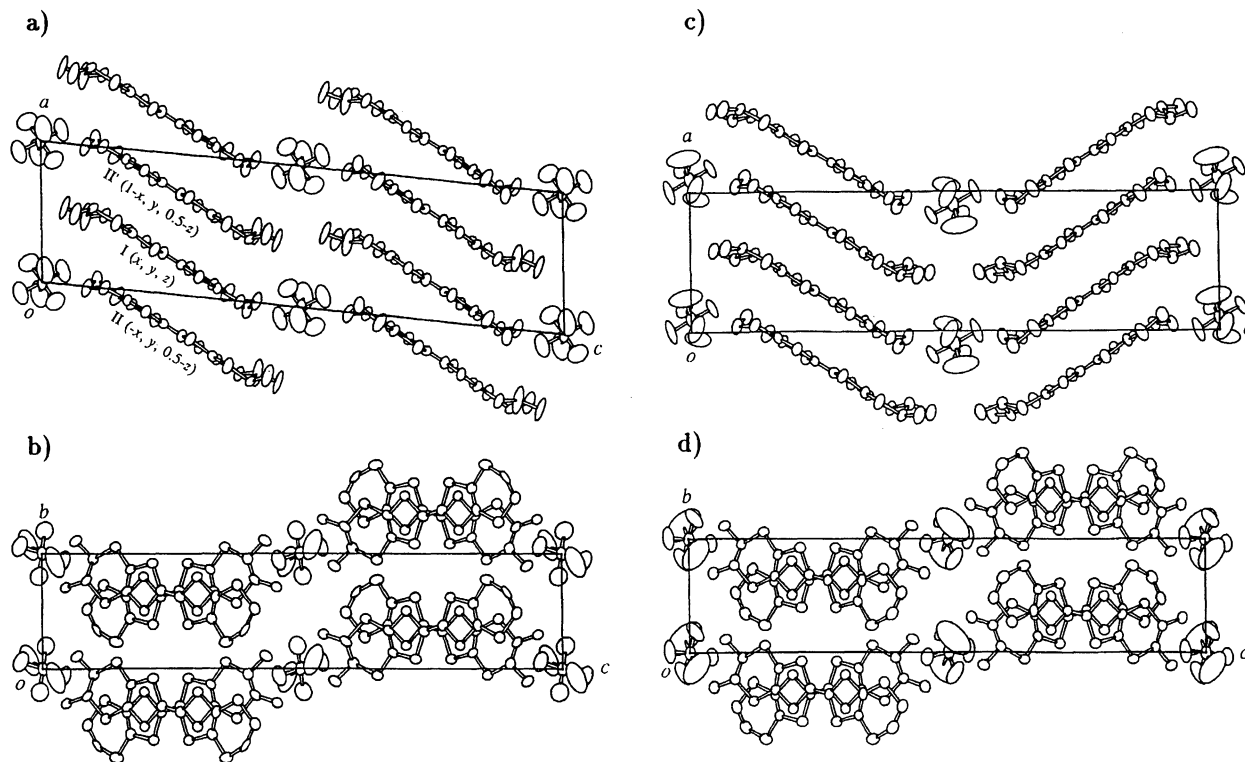 a)
a
II' (1-x, y, 0.5-z)
I (x, y, z)
II (-x, y, 0.5-z)
o
c
b)
b
o
c
c)
a
o
c
d)
b
o
c